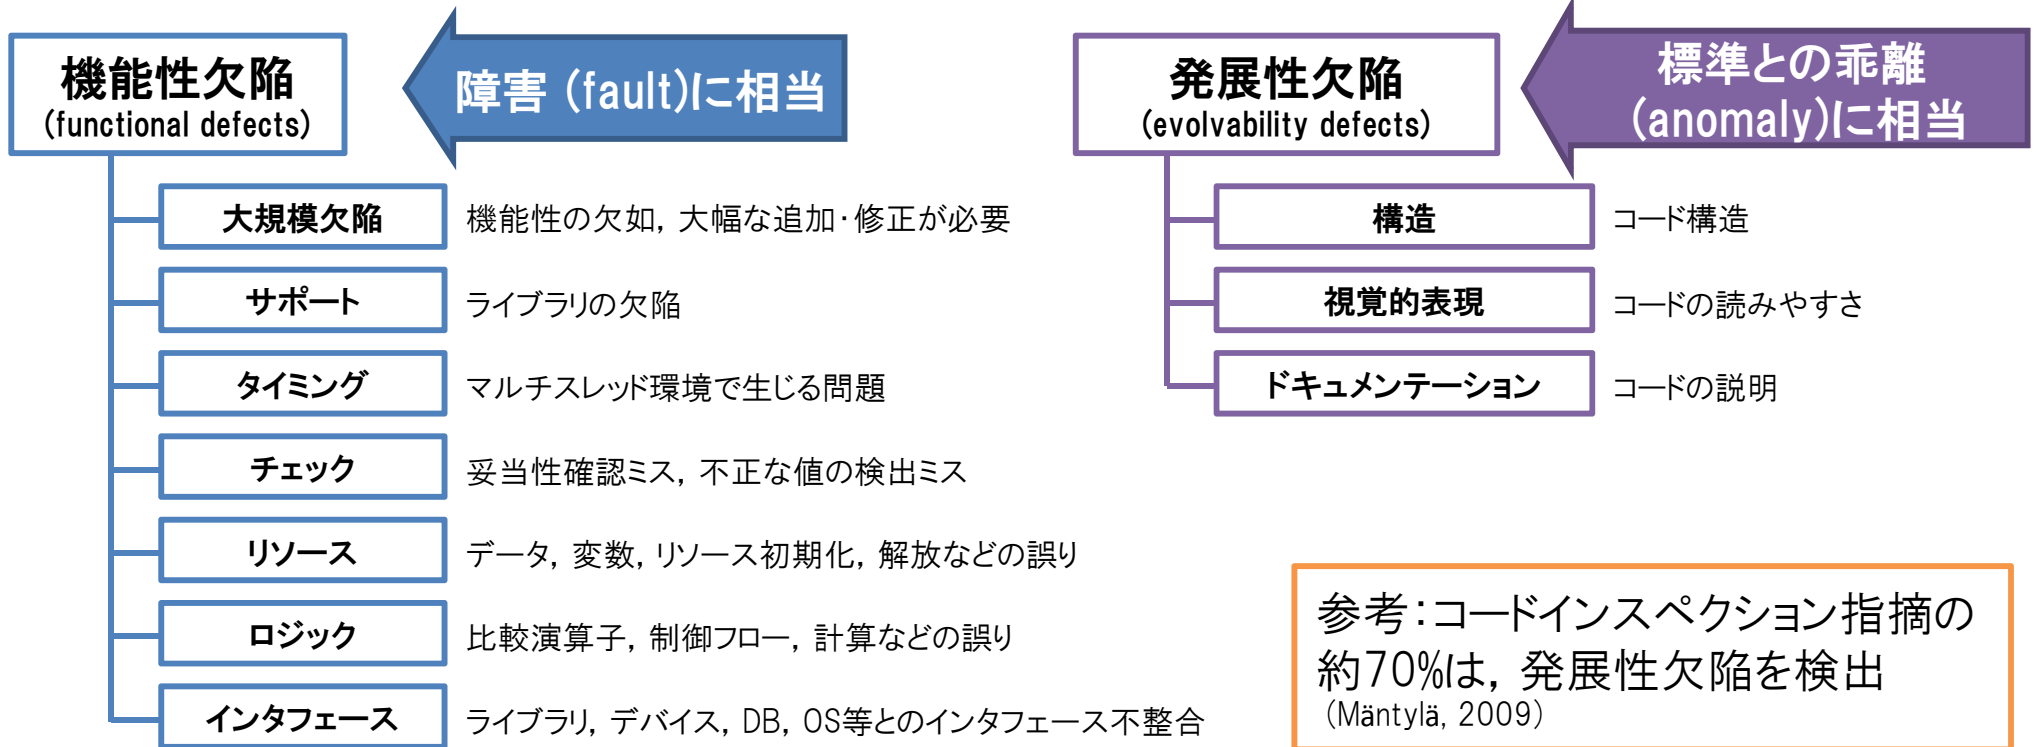 機能性欠陥
(functional defects)
障害 (fault)に相当
大規模欠陥
機能性の欠如, 大幅な追加・修正が必要
サポート
ライブラリの欠陥
タイミング
マルチスレッド環境で生じる問題
チェック
妥当性確認ミス, 不正な値の検出ミス
リソース
データ, 変数, リソース初期化, 解放などの誤り
ロジック
比較演算子, 制御フロー, 計算などの誤り
インタフェース
ライブラリ, デバイス, DB, OS等とのインタフェース不整合
発展性欠陥
(evolvability defects)
標準との乖離
(anomaly)に相当
構造
コード構造
視覚的表現
コードの読みやすさ
ドキュメンテーション
コードの説明
参考：コードインスペクション指摘の
約70%は, 発展性欠陥を検出
(Mäntylä, 2009)